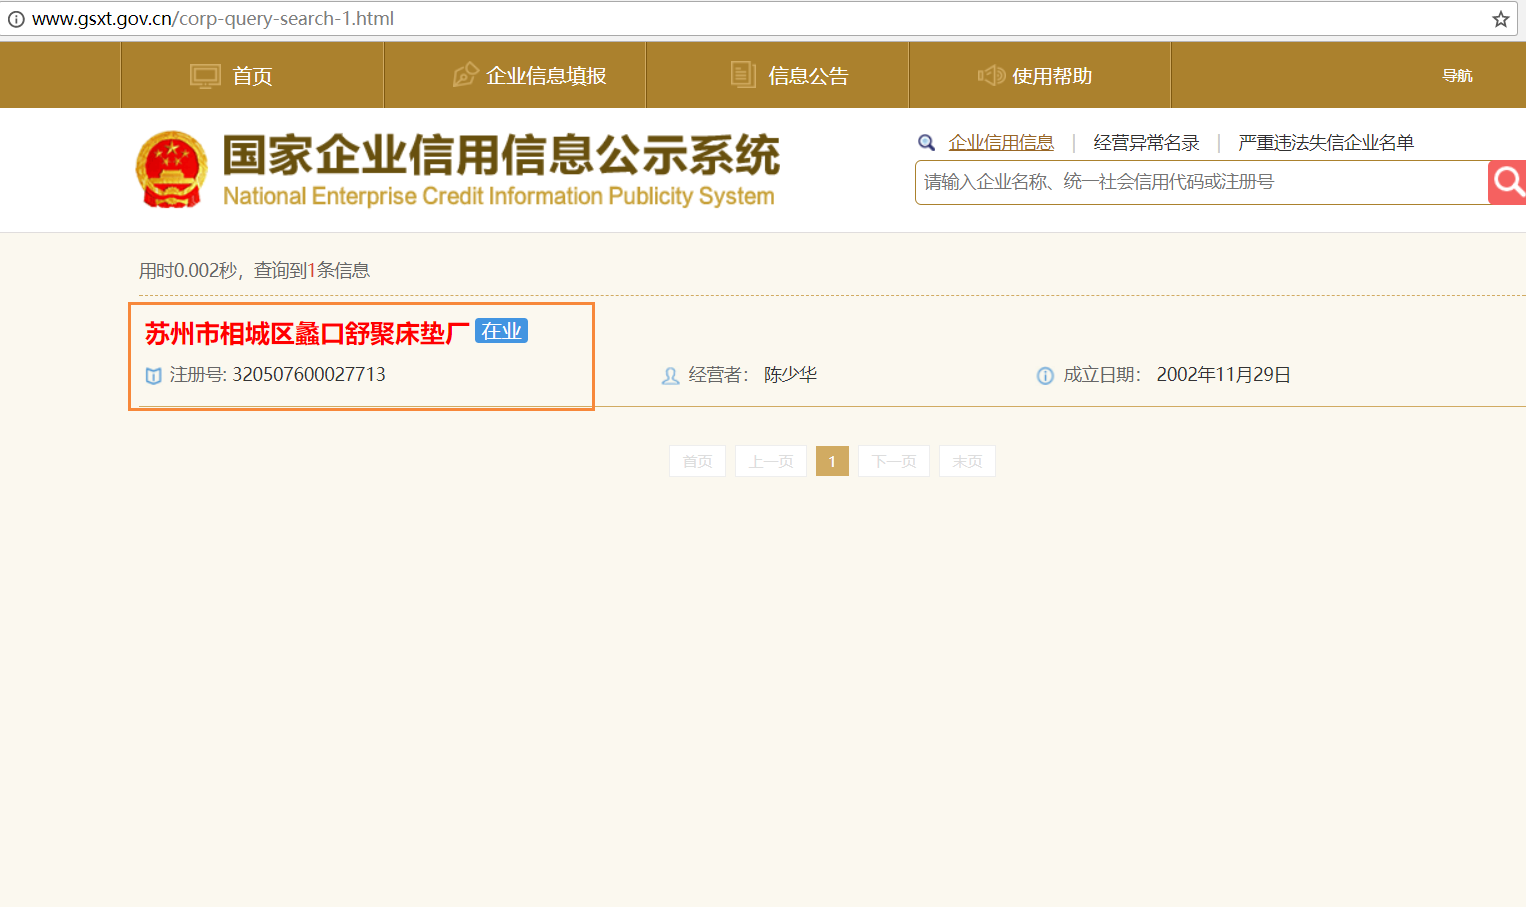 www.gsxt.gov.cn/corp-query-search-1.html
首页 企业信息填报 信息公告 使用帮助 导航
国家企业信用信息公示系统
National Enterprise Credit Information Publicity System
企业信用信息 | 经营异常名录 | 严重违法失信企业名单
请输入企业名称、统一社会信用代码或注册号
用时0.002秒，查询到1条信息
苏州市相城区蠡口舒聚床垫厂 在业
注册号: 320507600027713 经营者： 陈少华 成立日期： 2002年11月29日
首页 上一页 1 下一页 末页